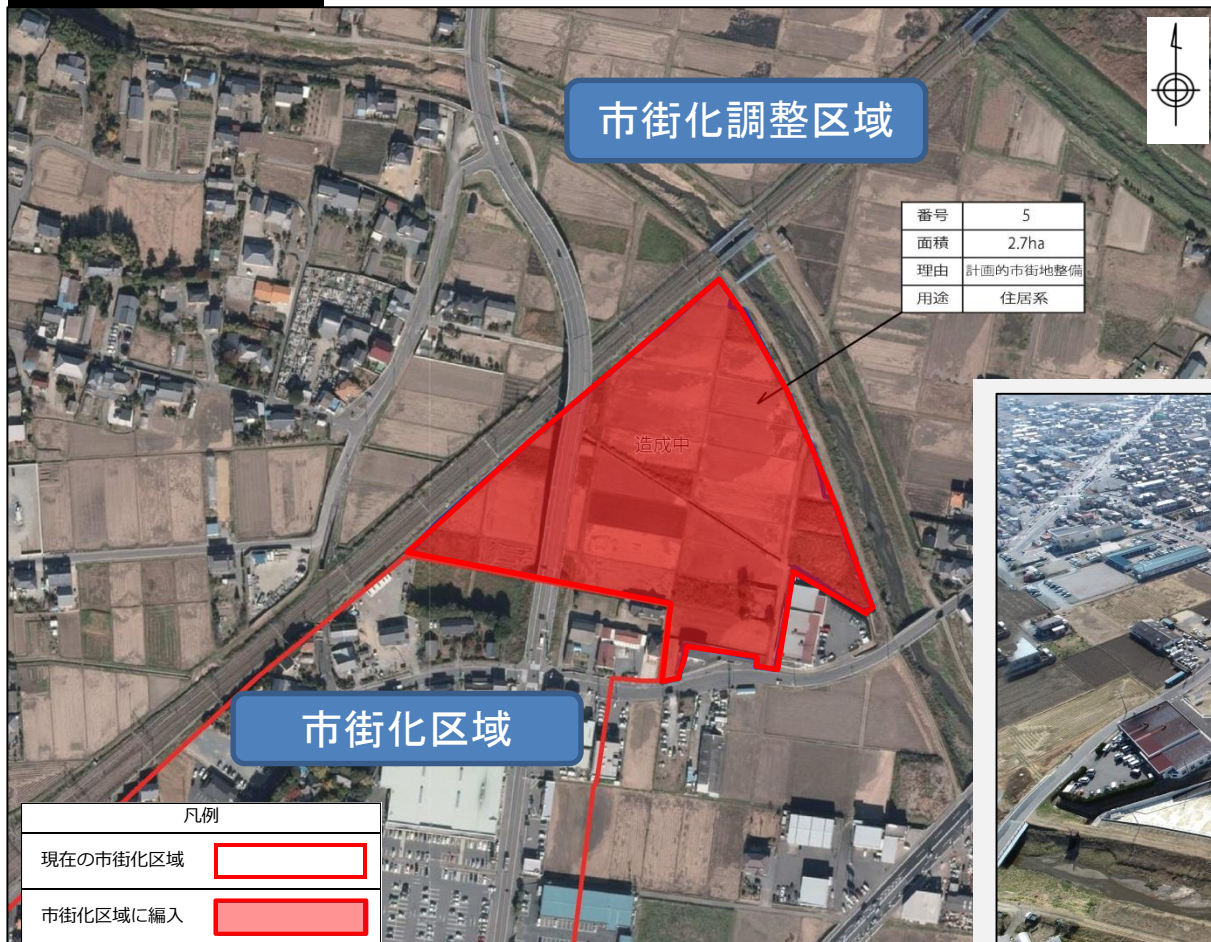 市街化調整区域
番号 5
面積 2.7ha
理由 計画的市街地整備
用途 住居系
造成中
市街化区域
凡例
現在の市街化区域
市街化区域に編入